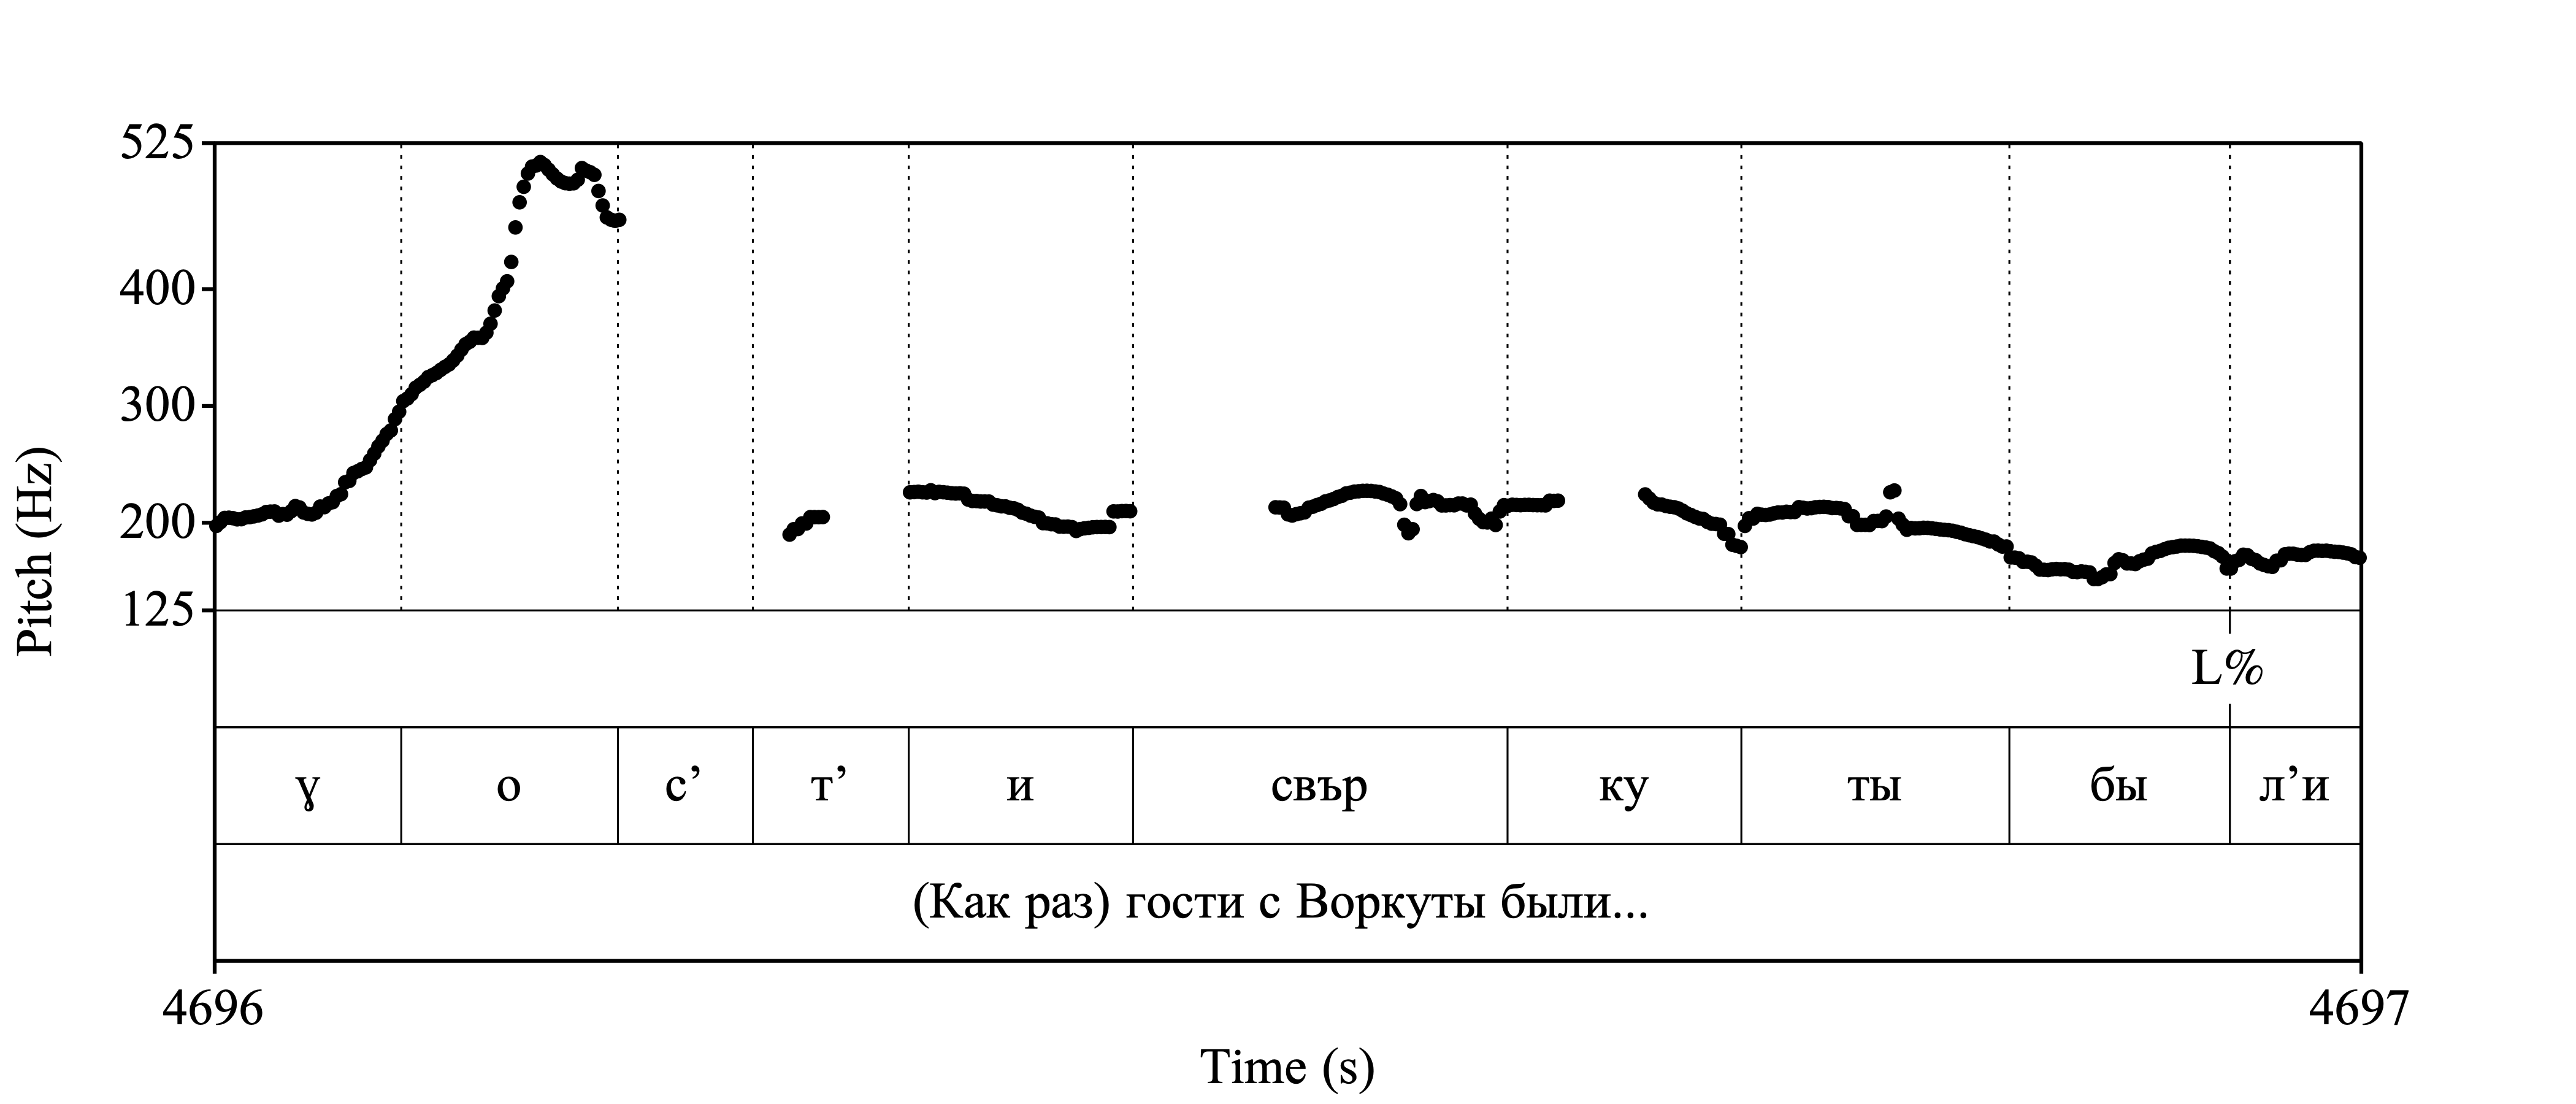 525
400
300
200
125
Pitch (Hz)
L%
ɣ о с’ т’ и свър ку ты бы л’и
(Как раз) гости с Воркуты были...
4696 4697
Time (s)